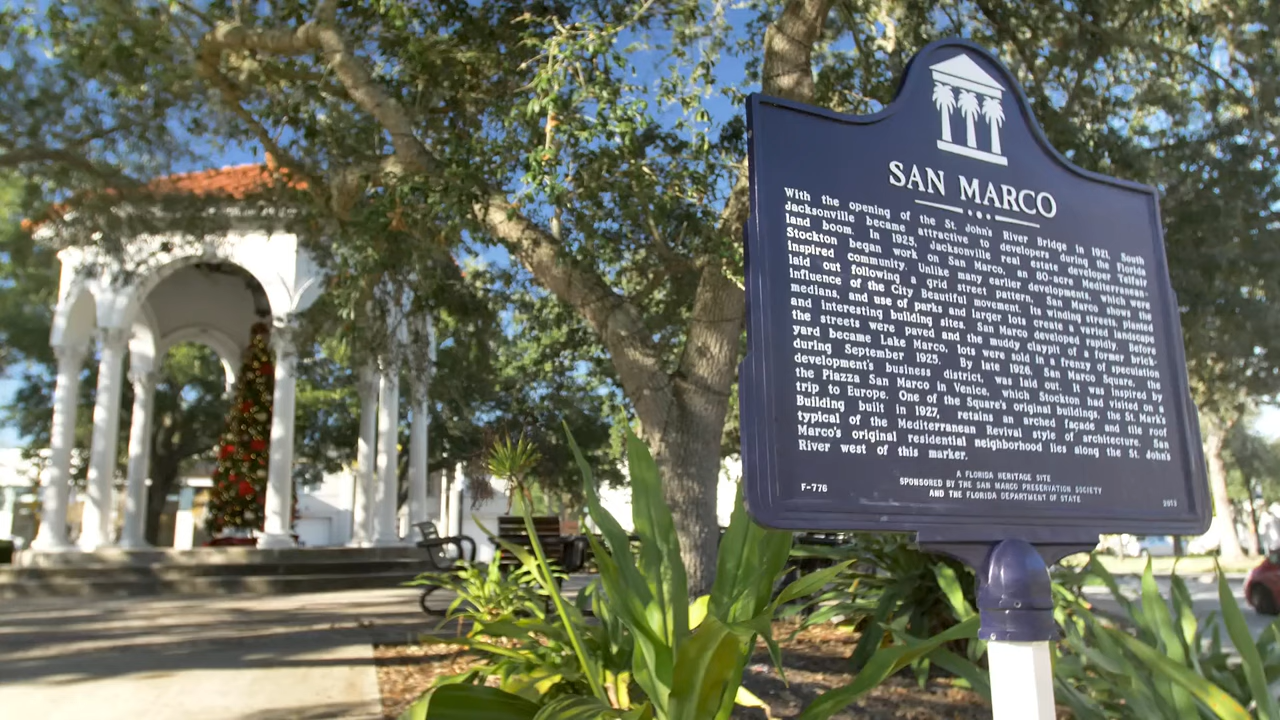 SAN MARCO
With the opening of the St. John's River Bridge in 1921, South
Jacksonville became attractive to developers during the Florida
land boom. In 1925, Jacksonville real estate developer Telfair
Stockton began work on San Marco, an 80-acre Mediterranean-
inspired community. Unlike many earlier developments, which were
laid out following a grid street pattern, San Marco shows the
influence of the City Beautiful movement. Its winding streets, planted
medians, and use of parks and larger lots create a varied landscape
and interesting building sites. San Marco developed rapidly. Before
the streets were paved and the muddy claypit of a former brick-
yard became Lake Marco, lots were sold in a frenzy of speculation
during September 1925. By late 1926, San Marco Square, the
development's business district, was laid out. It was inspired by
the Piazza San Marco in Venice, which Stockton had visited on a
trip to Europe. One of the Square's original buildings, the St. Mark's
Building built in 1927, retains an arched façade and tile roof
typical of the Mediterranean Revival style of architecture. San
Marco's original residential neighborhood lies along the St. John's
River west of this marker.
A FLORIDA HERITAGE SITE
F-776 SPONSORED BY THE SAN MARCO PRESERVATION SOCIETY
AND THE FLORIDA DEPARTMENT OF STATE 2013